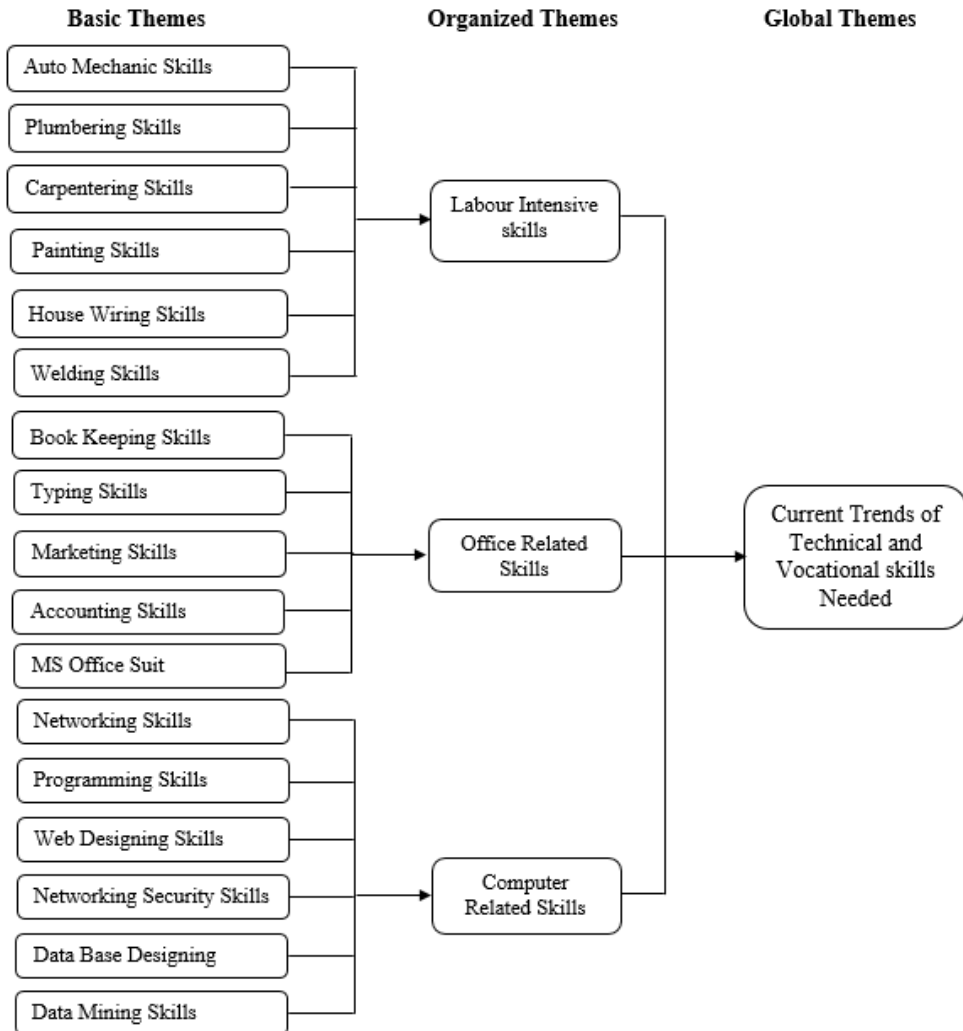 Basic Themes
Organized Themes
Global Themes
Auto Mechanic Skills
Plumbering Skills
Carpentering Skills
Painting Skills
House Wiring Skills
Welding Skills
Book Keeping Skills
Typing Skills
Marketing Skills
Accounting Skills
MS Office Suit
Networking Skills
Programming Skills
Web Designing Skills
Networking Security Skills
Data Base Designing
Data Mining Skills
Labour Intensive
skills
Office Related
Skills
Computer
Related Skills
Current Trends of
Technical and
Vocational skills
Needed